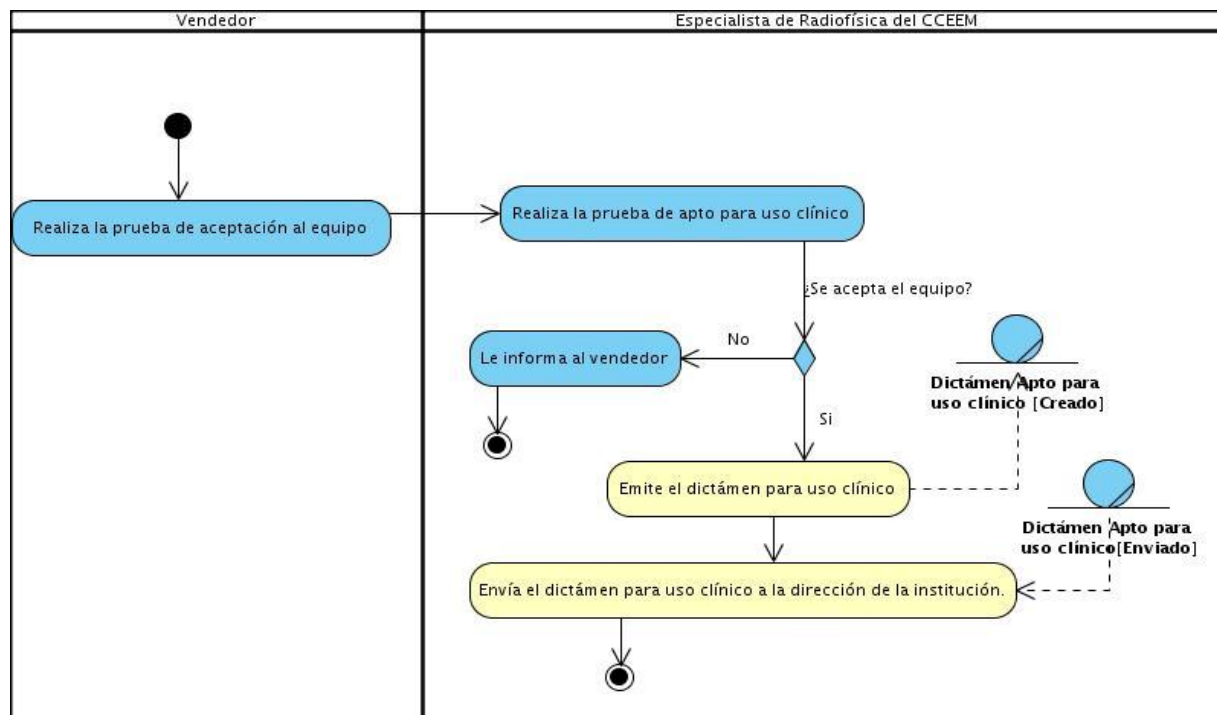 Vendedor
Especialista de Radiofísica del CCEEM
Realiza la prueba de aceptación al equipo
Realiza la prueba de apto para uso clínico
¿Se acepta el equipo?
No
Le informa al vendedor
Dictámen Apto para
uso clínico [Creado]
Si
Emite el dictámen para uso clínico
Dictámen Apto para
uso clínico[Enviado]
Envía el dictámen para uso clínico a la dirección de la institución.